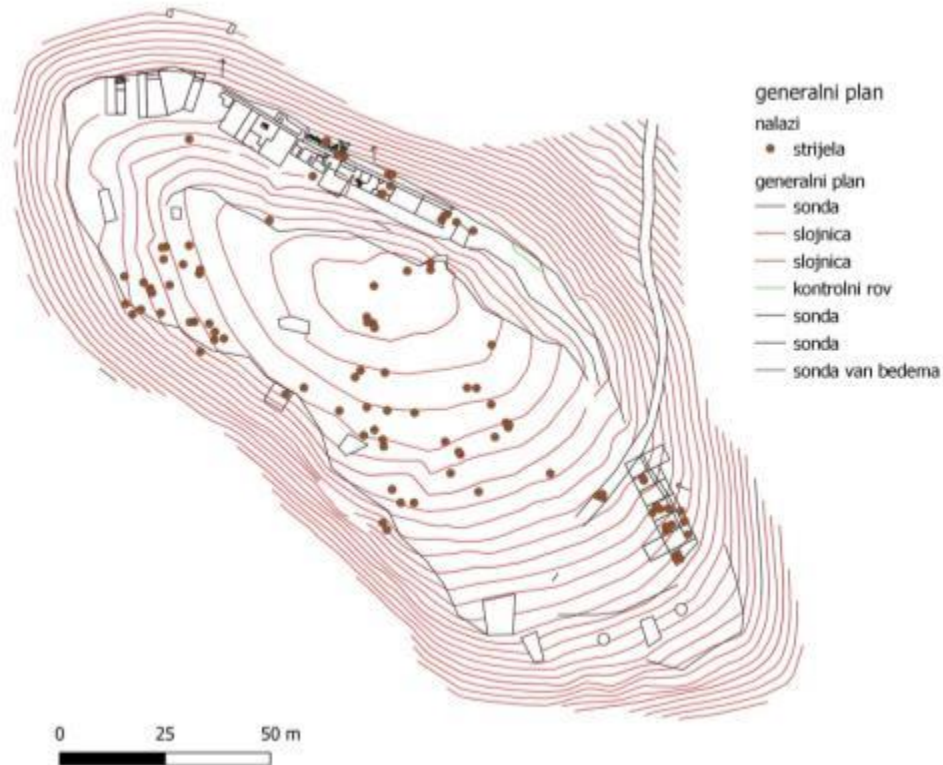 generalni plan
nalazi
strijela
generalni plan
sonda
slojnica
slojnica
kontrolni rov
sonda
sonda
sonda van bedema
0 25 50 m